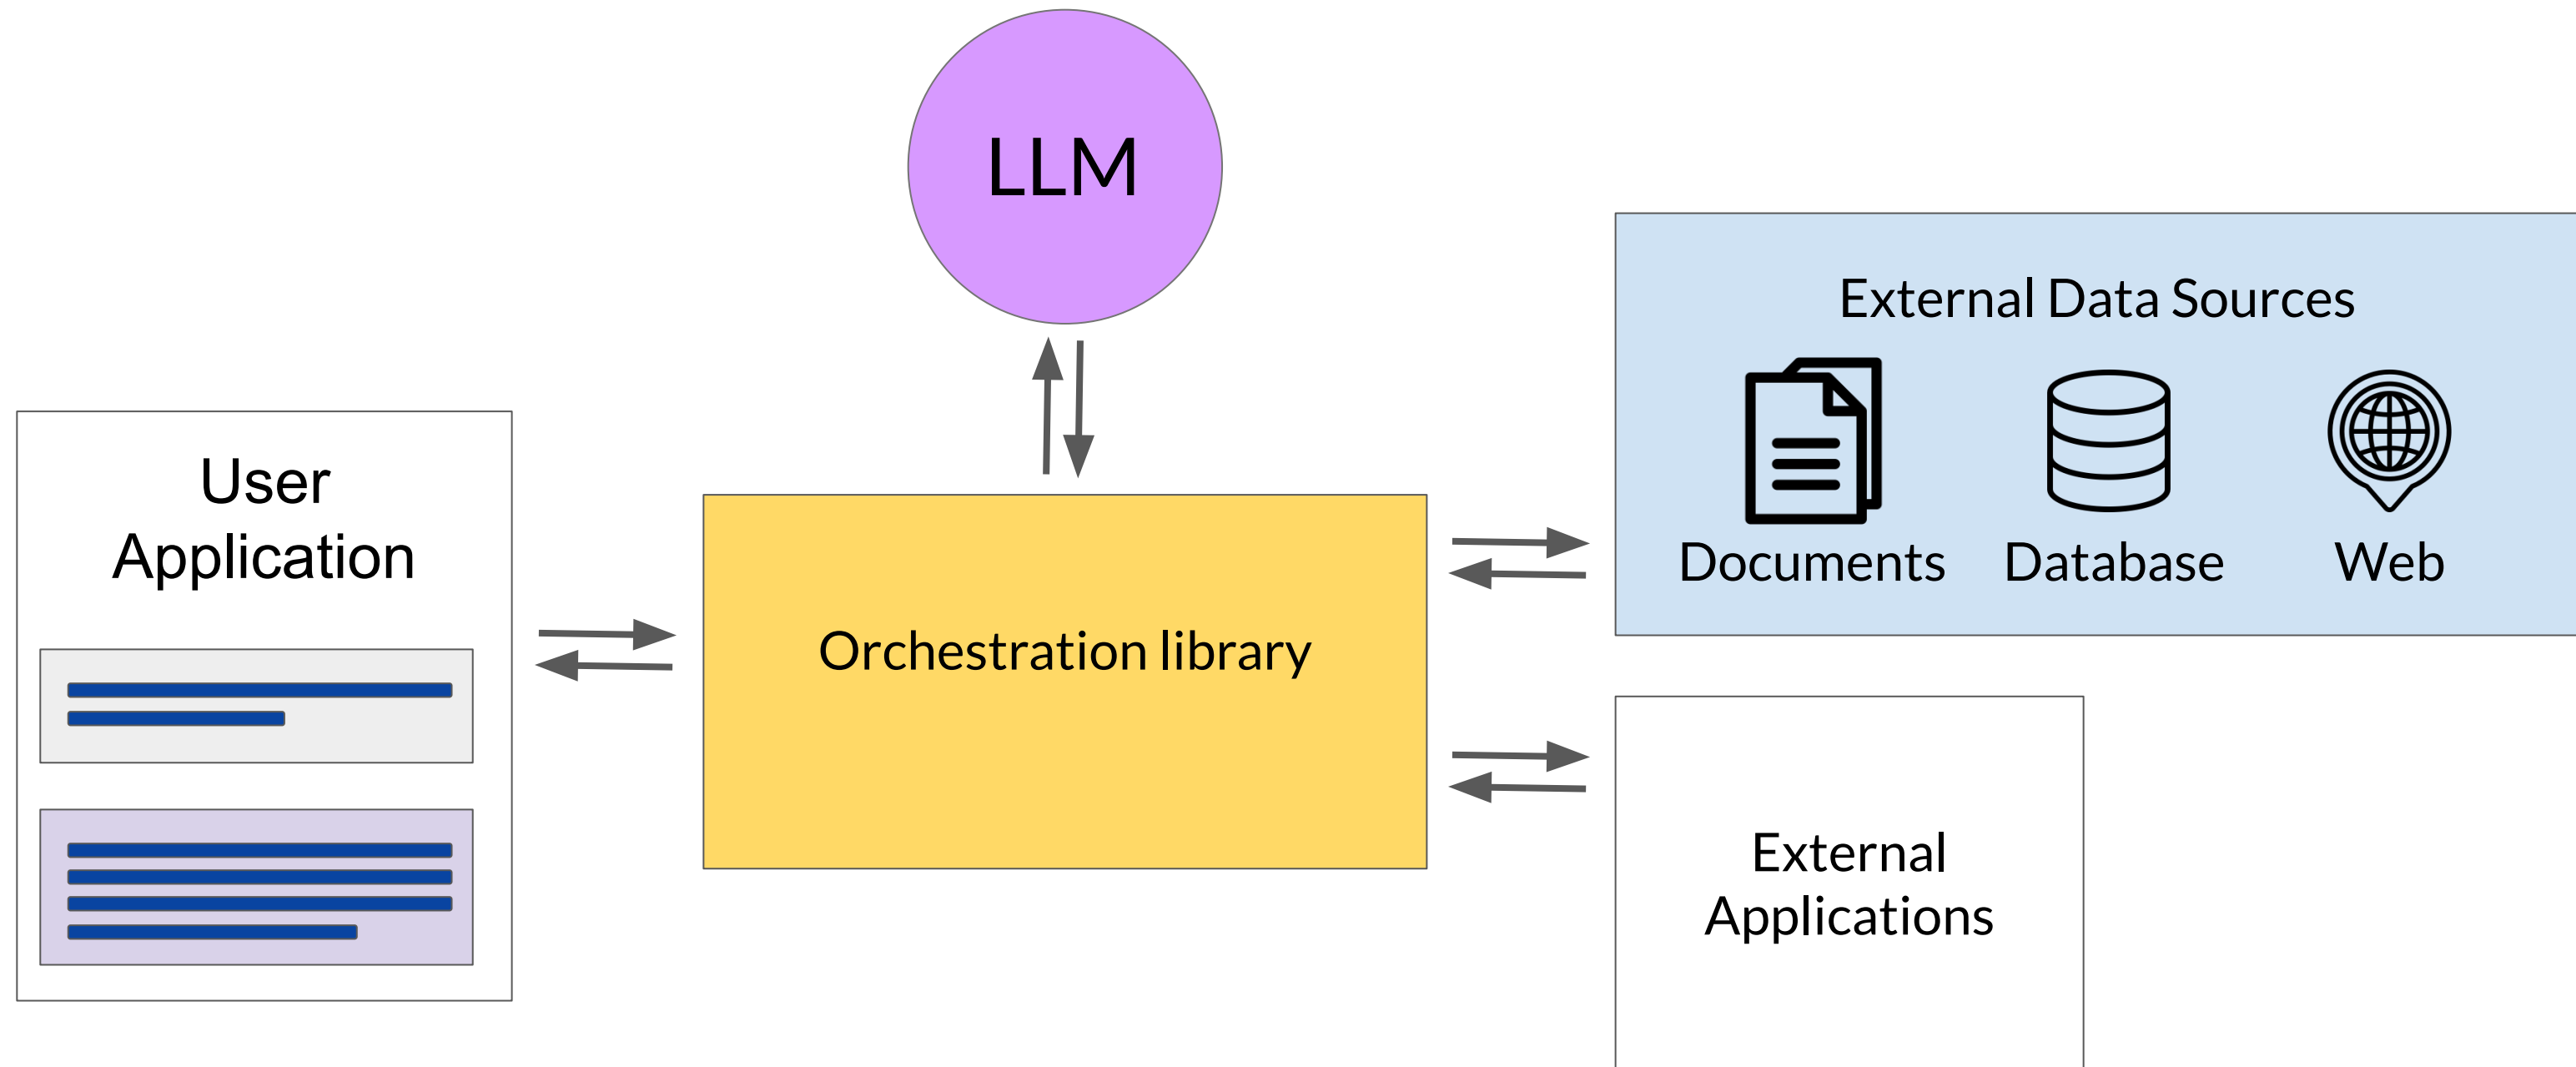 LLM
User
Application
Orchestration library
External Data Sources
Documents
Database
Web
External
Applications